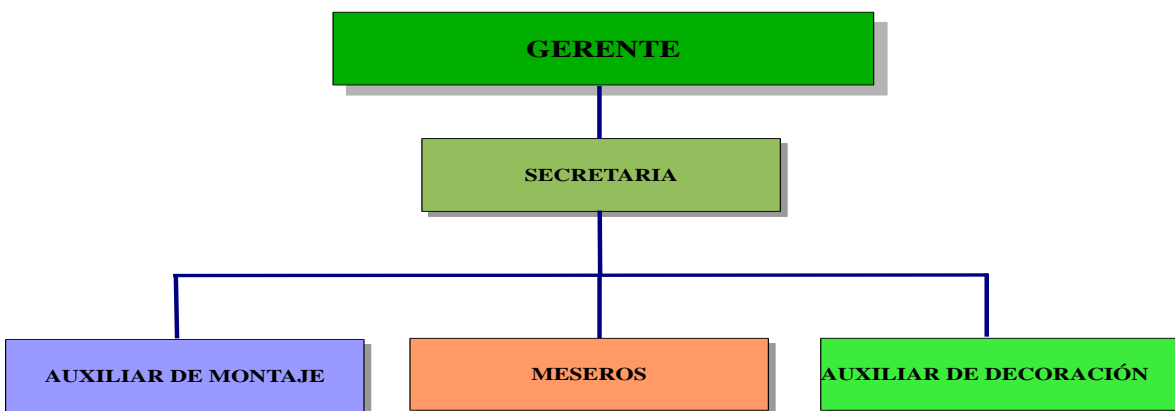 GERENTE
SECRETARIA
AUXILIAR DE MONTAJE
MESEROS
AUXILIAR DE DECORACIÓN